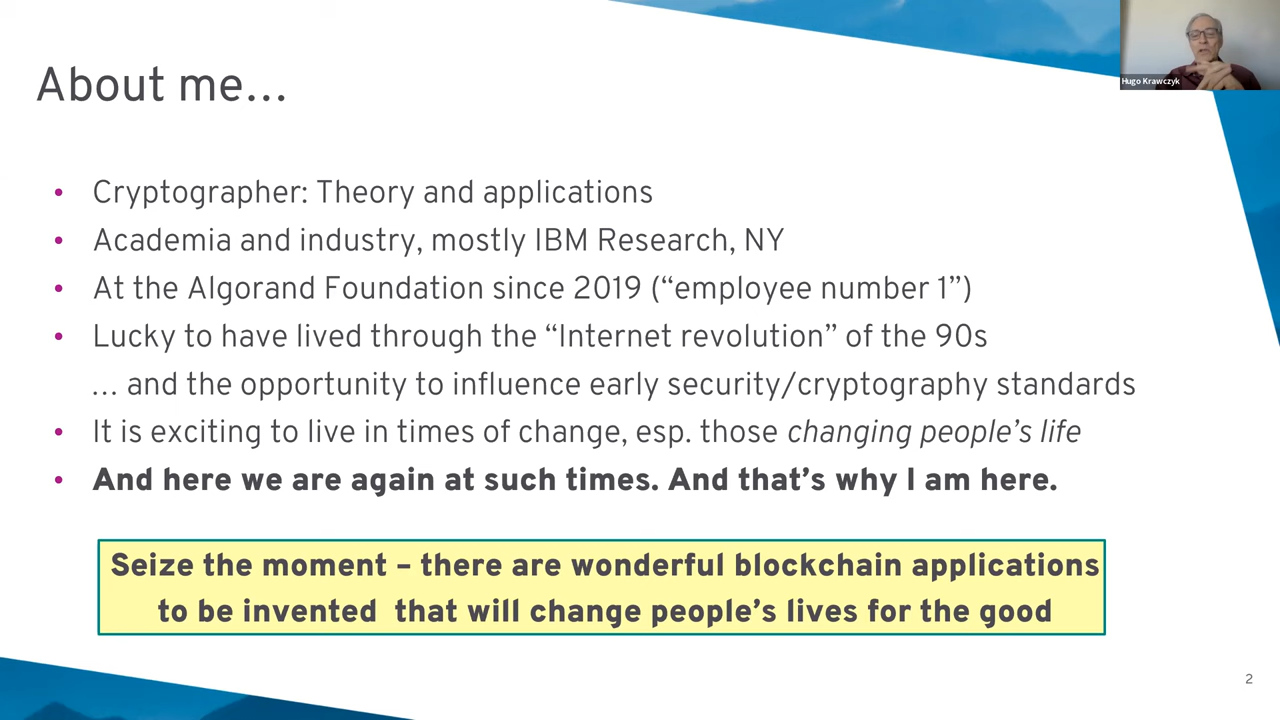 Hugo Krawczyk
About me...
• Cryptographer: Theory and applications
• Academia and industry, mostly IBM Research, NY
• At the Algorand Foundation since 2019 (“employee number 1”)
• Lucky to have lived through the “Internet revolution” of the 90s
... and the opportunity to influence early security/cryptography standards
• It is exciting to live in times of change, esp. those changing people’s life
• And here we are again at such times. And that’s why I am here.
Seize the moment – there are wonderful blockchain applications
to be invented  that will change people’s lives for the good
2